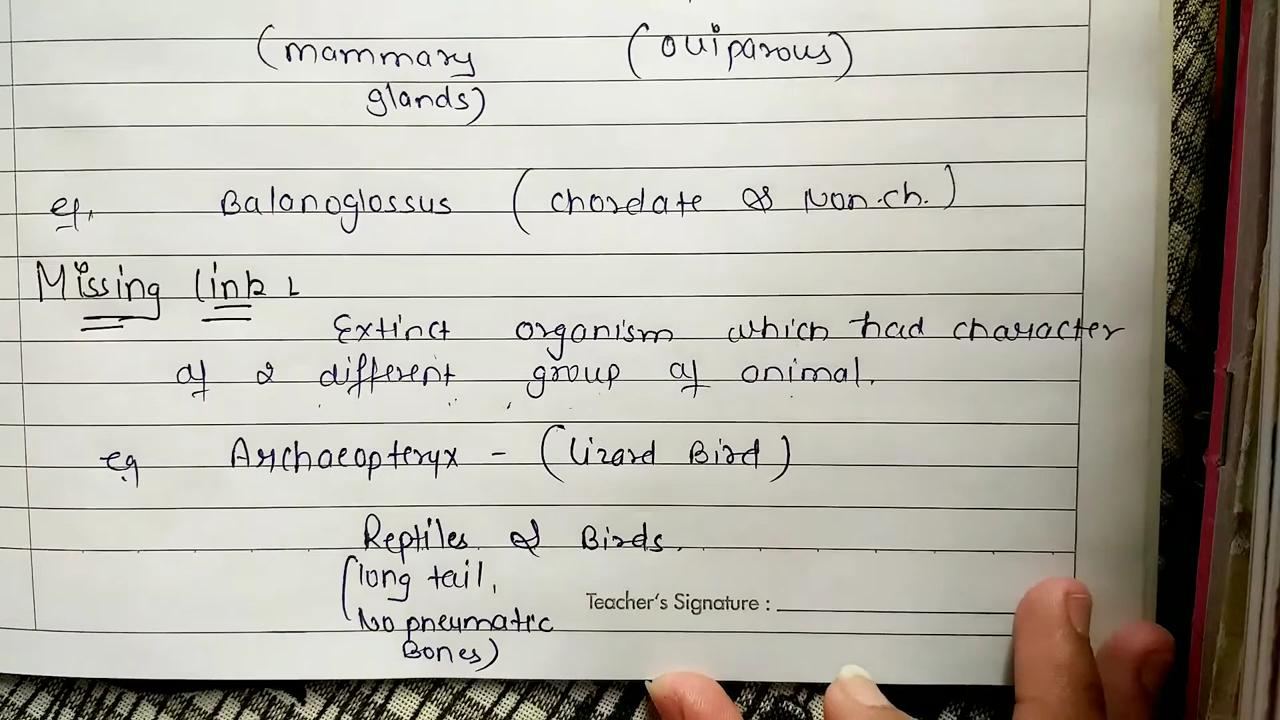 (mammary (oviparous)
glands)
eg. Balanoglossus (chordate & Non.ch.)
Missing link :
Extinct organism which had character
of 2 different group of animal.
eg Archaeopteryx - (Lizard Bird)
Reptiles & Birds.
(long tail,
No pneumatic
Bones)
Teacher's Signature :